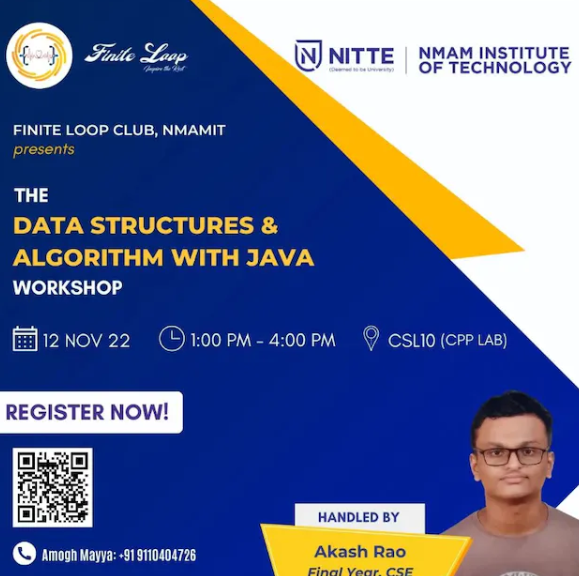 Finite Loop
Inspire the Rest
NITTE
(Deemed to be University)
NMAM INSTITUTE
OF TECHNOLOGY
FINITE LOOP CLUB, NMAMIT
presents
THE
DATA STRUCTURES &
ALGORITHM WITH JAVA
WORKSHOP
12 NOV 22
1:00 PM - 4:00 PM
CSL10 (CPP LAB)
REGISTER NOW!
HANDLED BY
Amogh Mayya: +91 9110404726
Akash Rao
Final Year, CSE